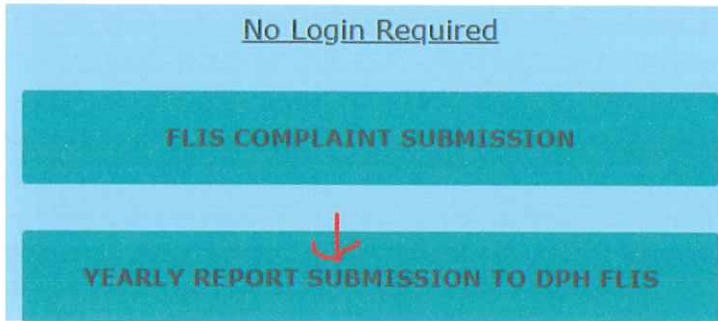 No Login Required
FLIS COMPLAINT SUBMISSION
YEARLY REPORT SUBMISSION TO DPH FLIS